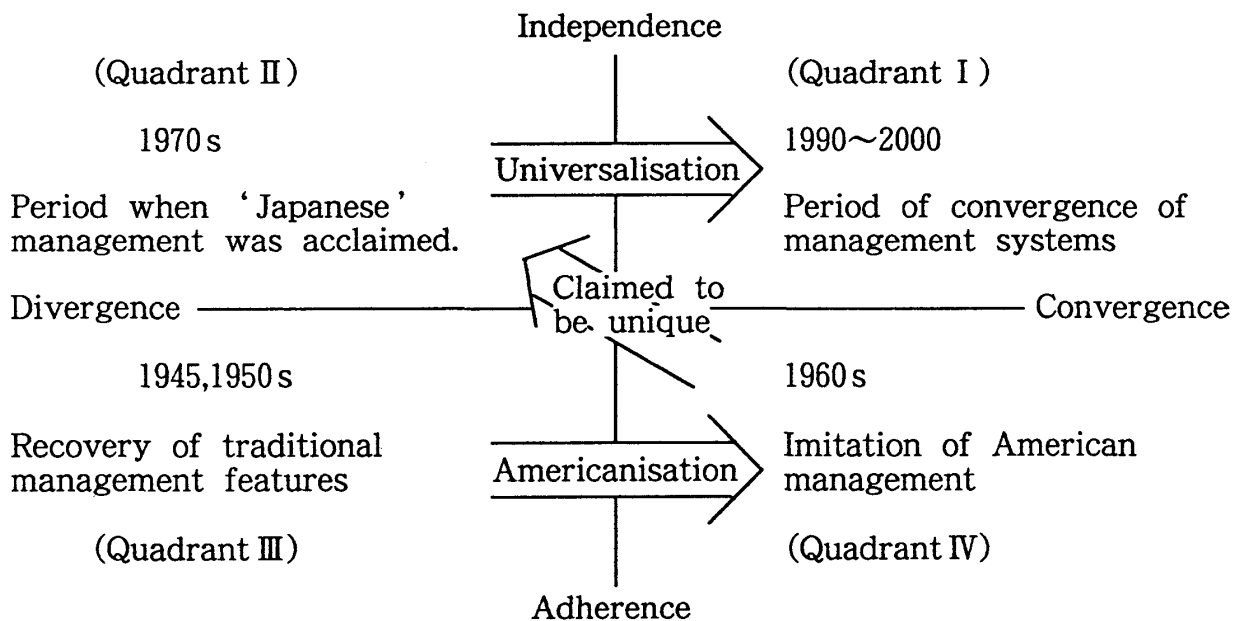 Independence
(Quadrant Ⅱ)
(Quadrant Ⅰ)
1970s
1990～2000
Universalisation
Period when ‘Japanese’
management was acclaimed.
Period of convergence of
management systems
Claimed to
be unique
Divergence
Convergence
1945,1950s
1960s
Recovery of traditional
management features
Americanisation
Imitation of American
management
(Quadrant Ⅲ)
(Quadrant Ⅳ)
Adherence